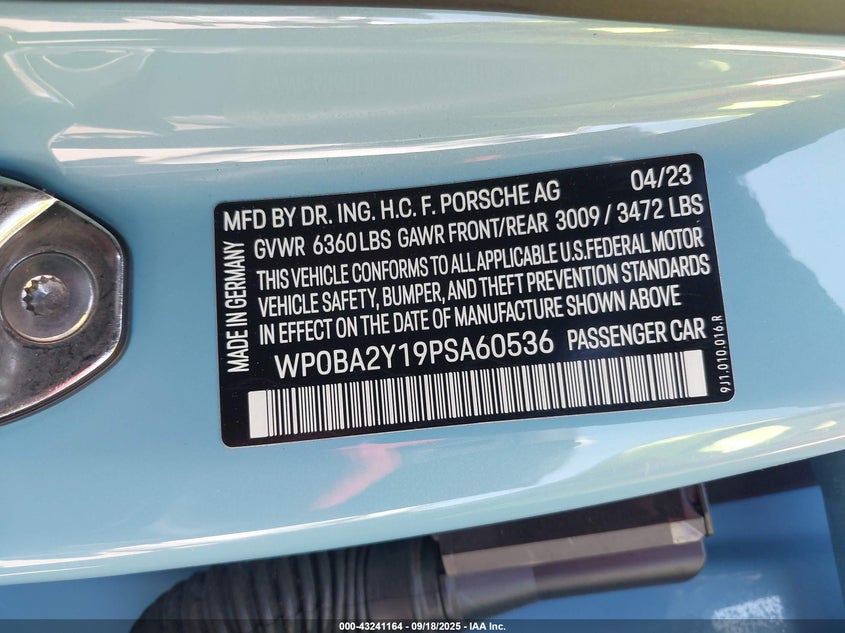 MFD BY DR. ING. H.C. F. PORSCHE AG 04/23
GVWR 6360 LBS GAWR FRONT/REAR 3009 / 3472 LBS
THIS VEHICLE CONFORMS TO ALL APPLICABLE U.S.FEDERAL MOTOR
VEHICLE SAFETY, BUMPER, AND THEFT PREVENTION STANDARDS
IN EFFECT ON THE DATE OF MANUFACTURE SHOWN ABOVE
WP0BA2Y19PSA60536 PASSENGER CAR
MADE IN GERMANY
9J1.010.016.R
000-43241164 | 09/18/2025 | IAA Inc.